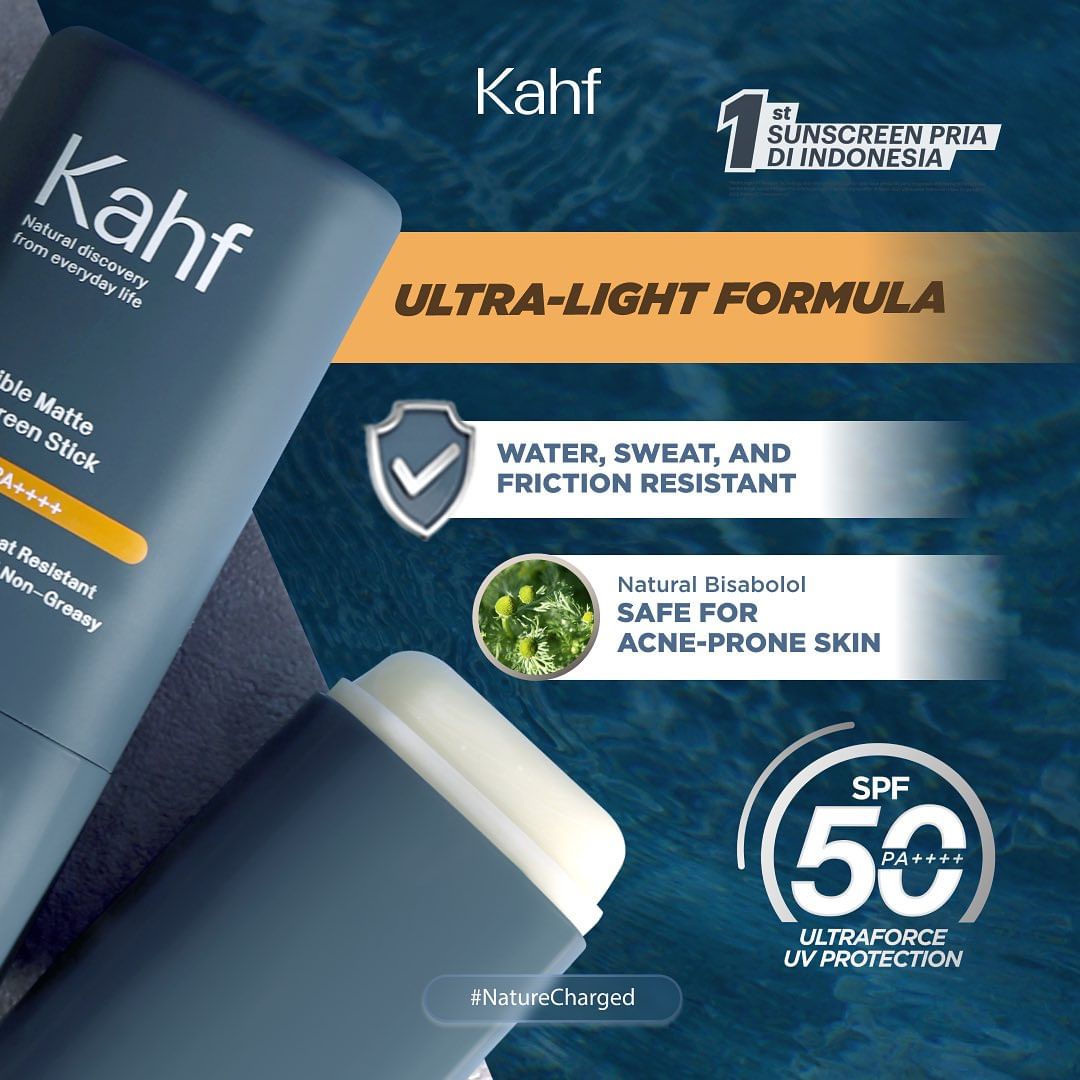 Kahf
1st
SUNSCREEN PRIA
DI INDONESIA
Kahf
Natural discovery
from everyday life
ible Matte
reen Stick
PA++++
at Resistant
Non-Greasy
ULTRA-LIGHT FORMULA
WATER, SWEAT, AND
FRICTION RESISTANT
Natural Bisabolol
SAFE FOR
ACNE-PRONE SKIN
SPF
50
PA++++
ULTRAFORCE
UV PROTECTION
#NatureCharged